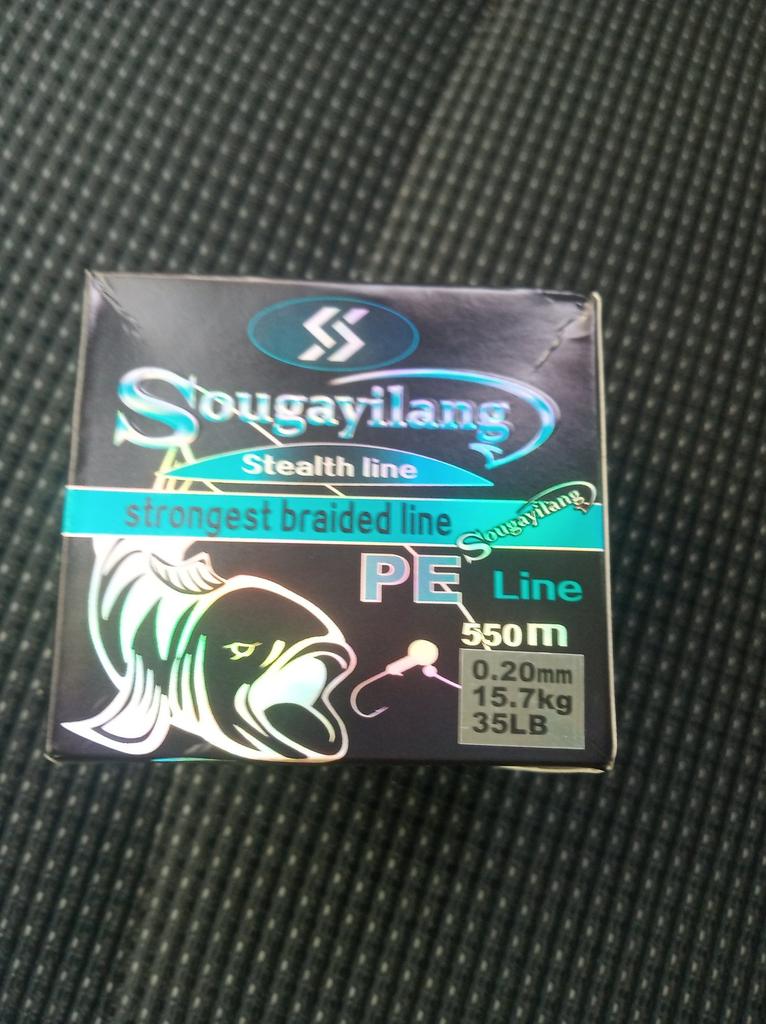 Sougayilang
Stealth line
strongest braided line
Sougayilang
PE Line
550m
0.20mm
15.7kg
35LB